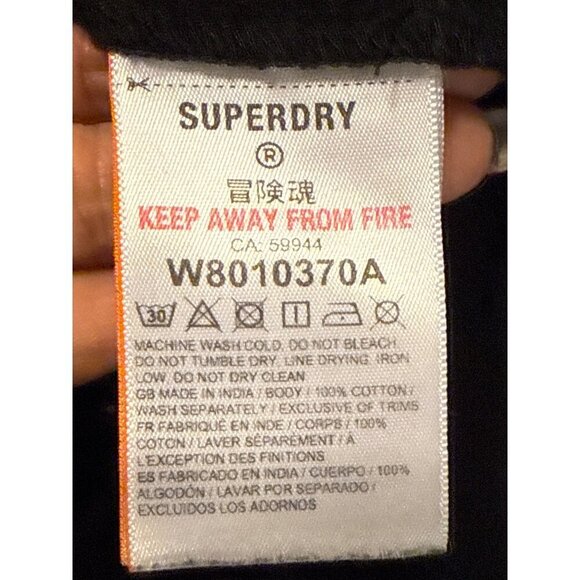 SUPERDRY
®
冒険魂
KEEP AWAY FROM FIRE
CA: 59944
W8010370A
30
MACHINE WASH COLD. DO NOT BLEACH.
DO NOT TUMBLE DRY. LINE DRYING. IRON
LOW. DO NOT DRY CLEAN
GB MADE IN INDIA / BODY / 100% COTTON /
WASH SEPARATELY / EXCLUSIVE OF TRIMS
FR FABRIQUÉ EN INDE / CORPS / 100%
COTON / LAVER SÉPARÉMENT / A
L'EXCEPTION DES FINITIONS
ES FABRICADO EN INDIA / CUERPO / 100%
ALGODÓN / LAVAR POR SEPARADO /
EXCLUIDOS LOS ADORNOS